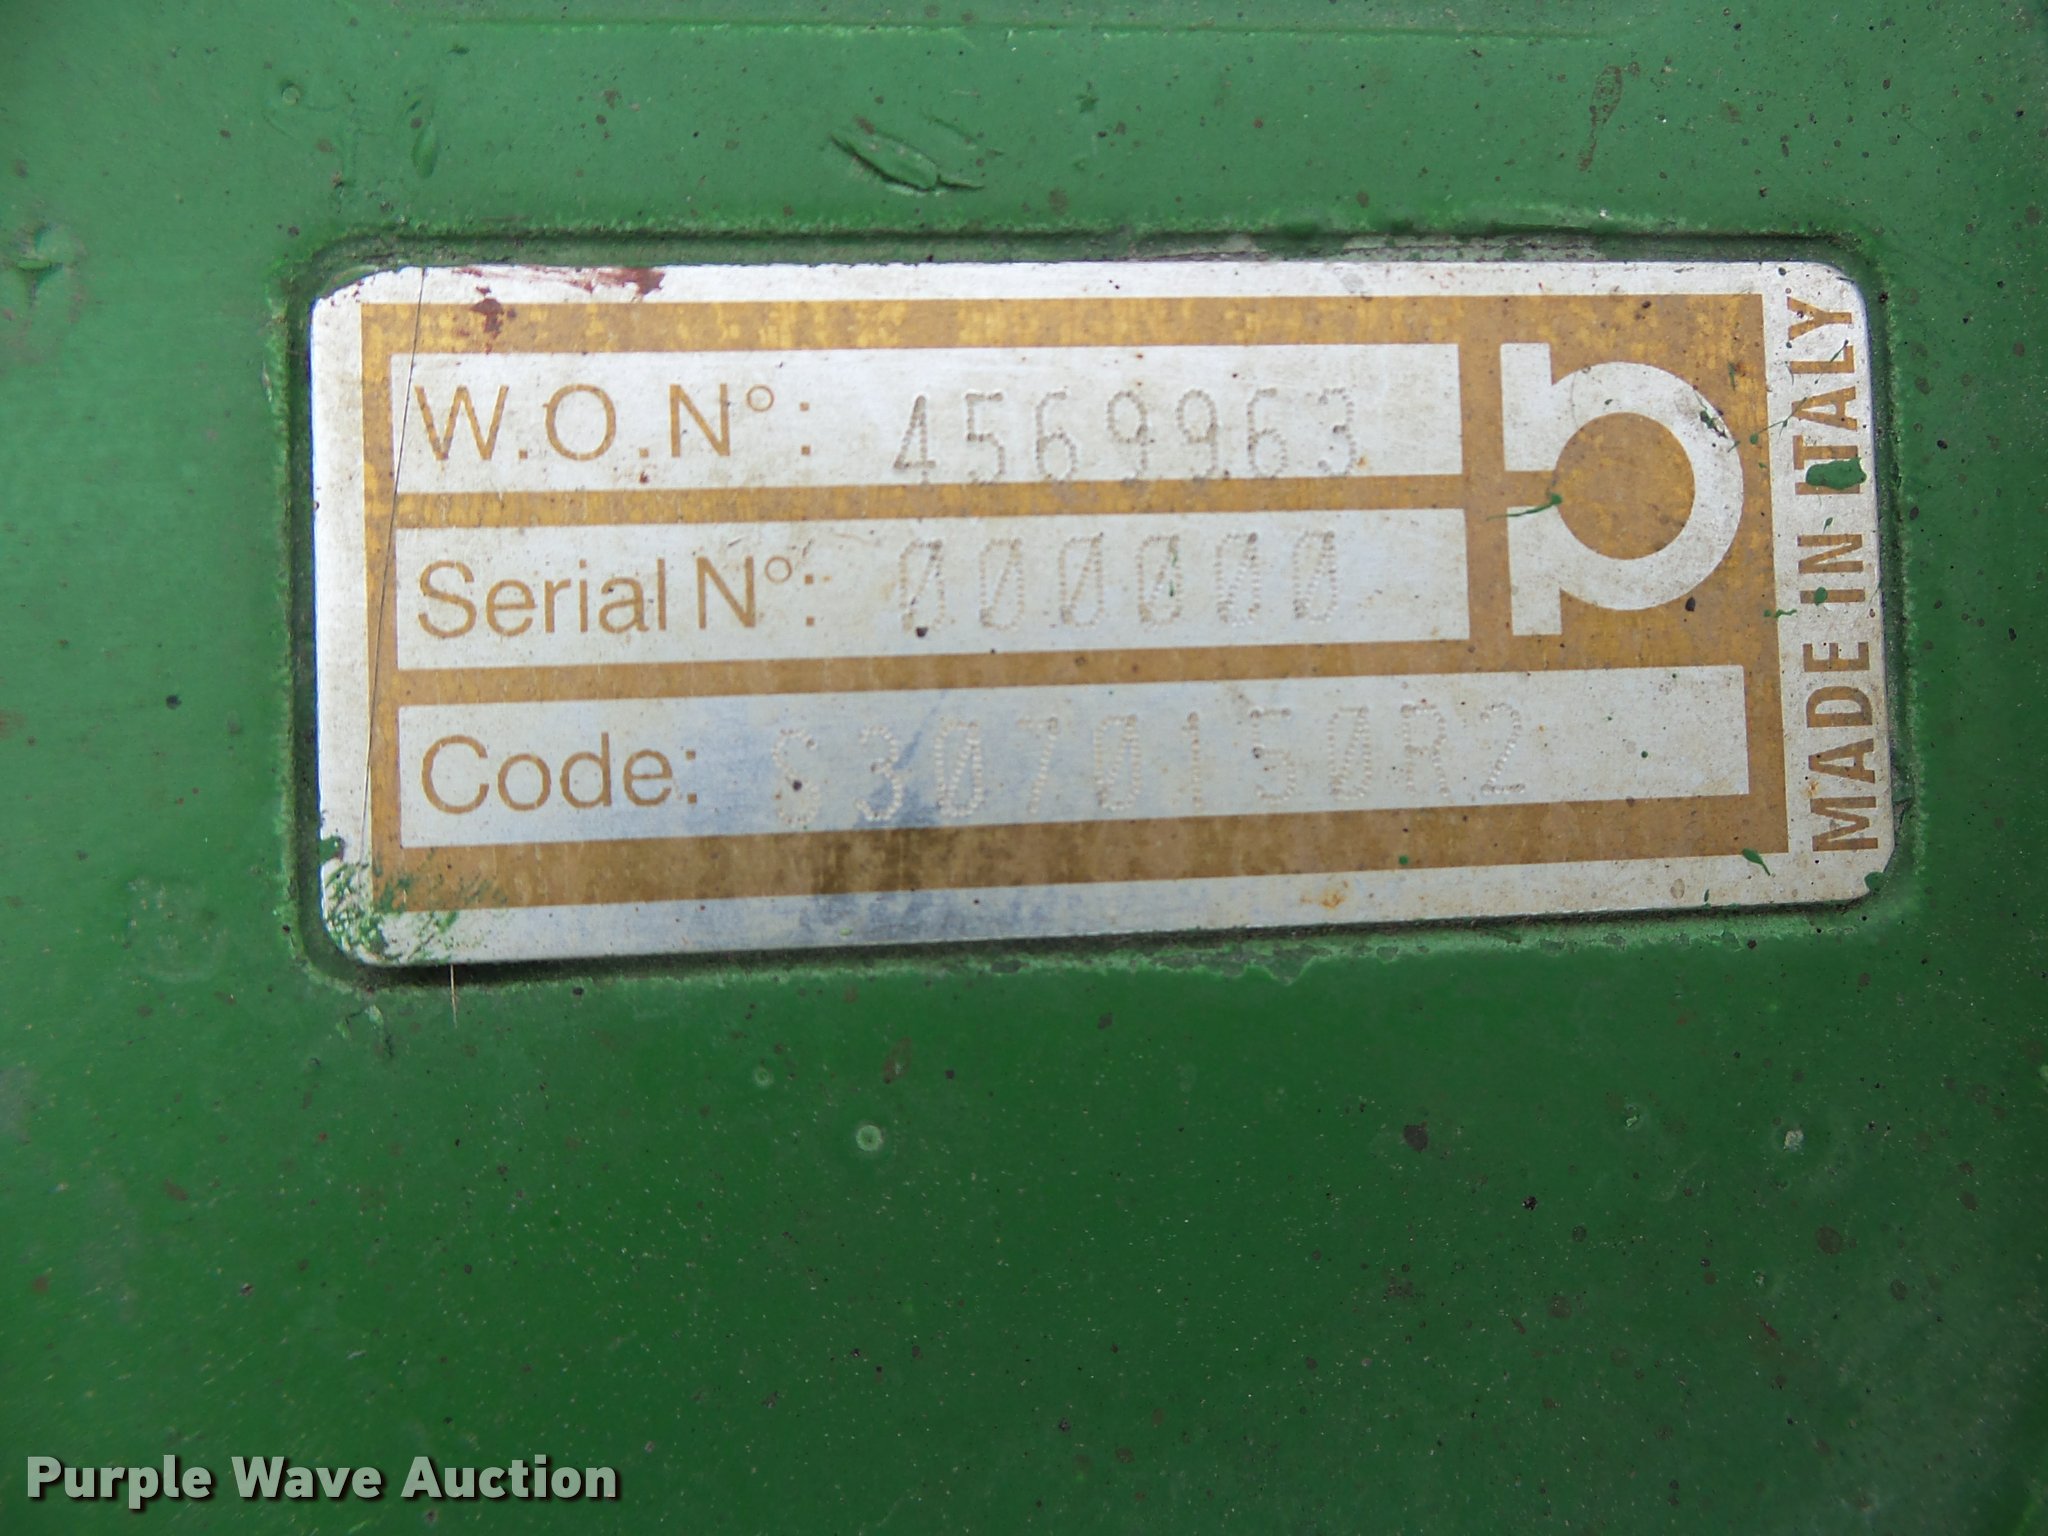 W.O.N°: 4569963
Serial N°: 000000
Code: S3070150R2
MADE IN ITALY
Purple Wave Auction